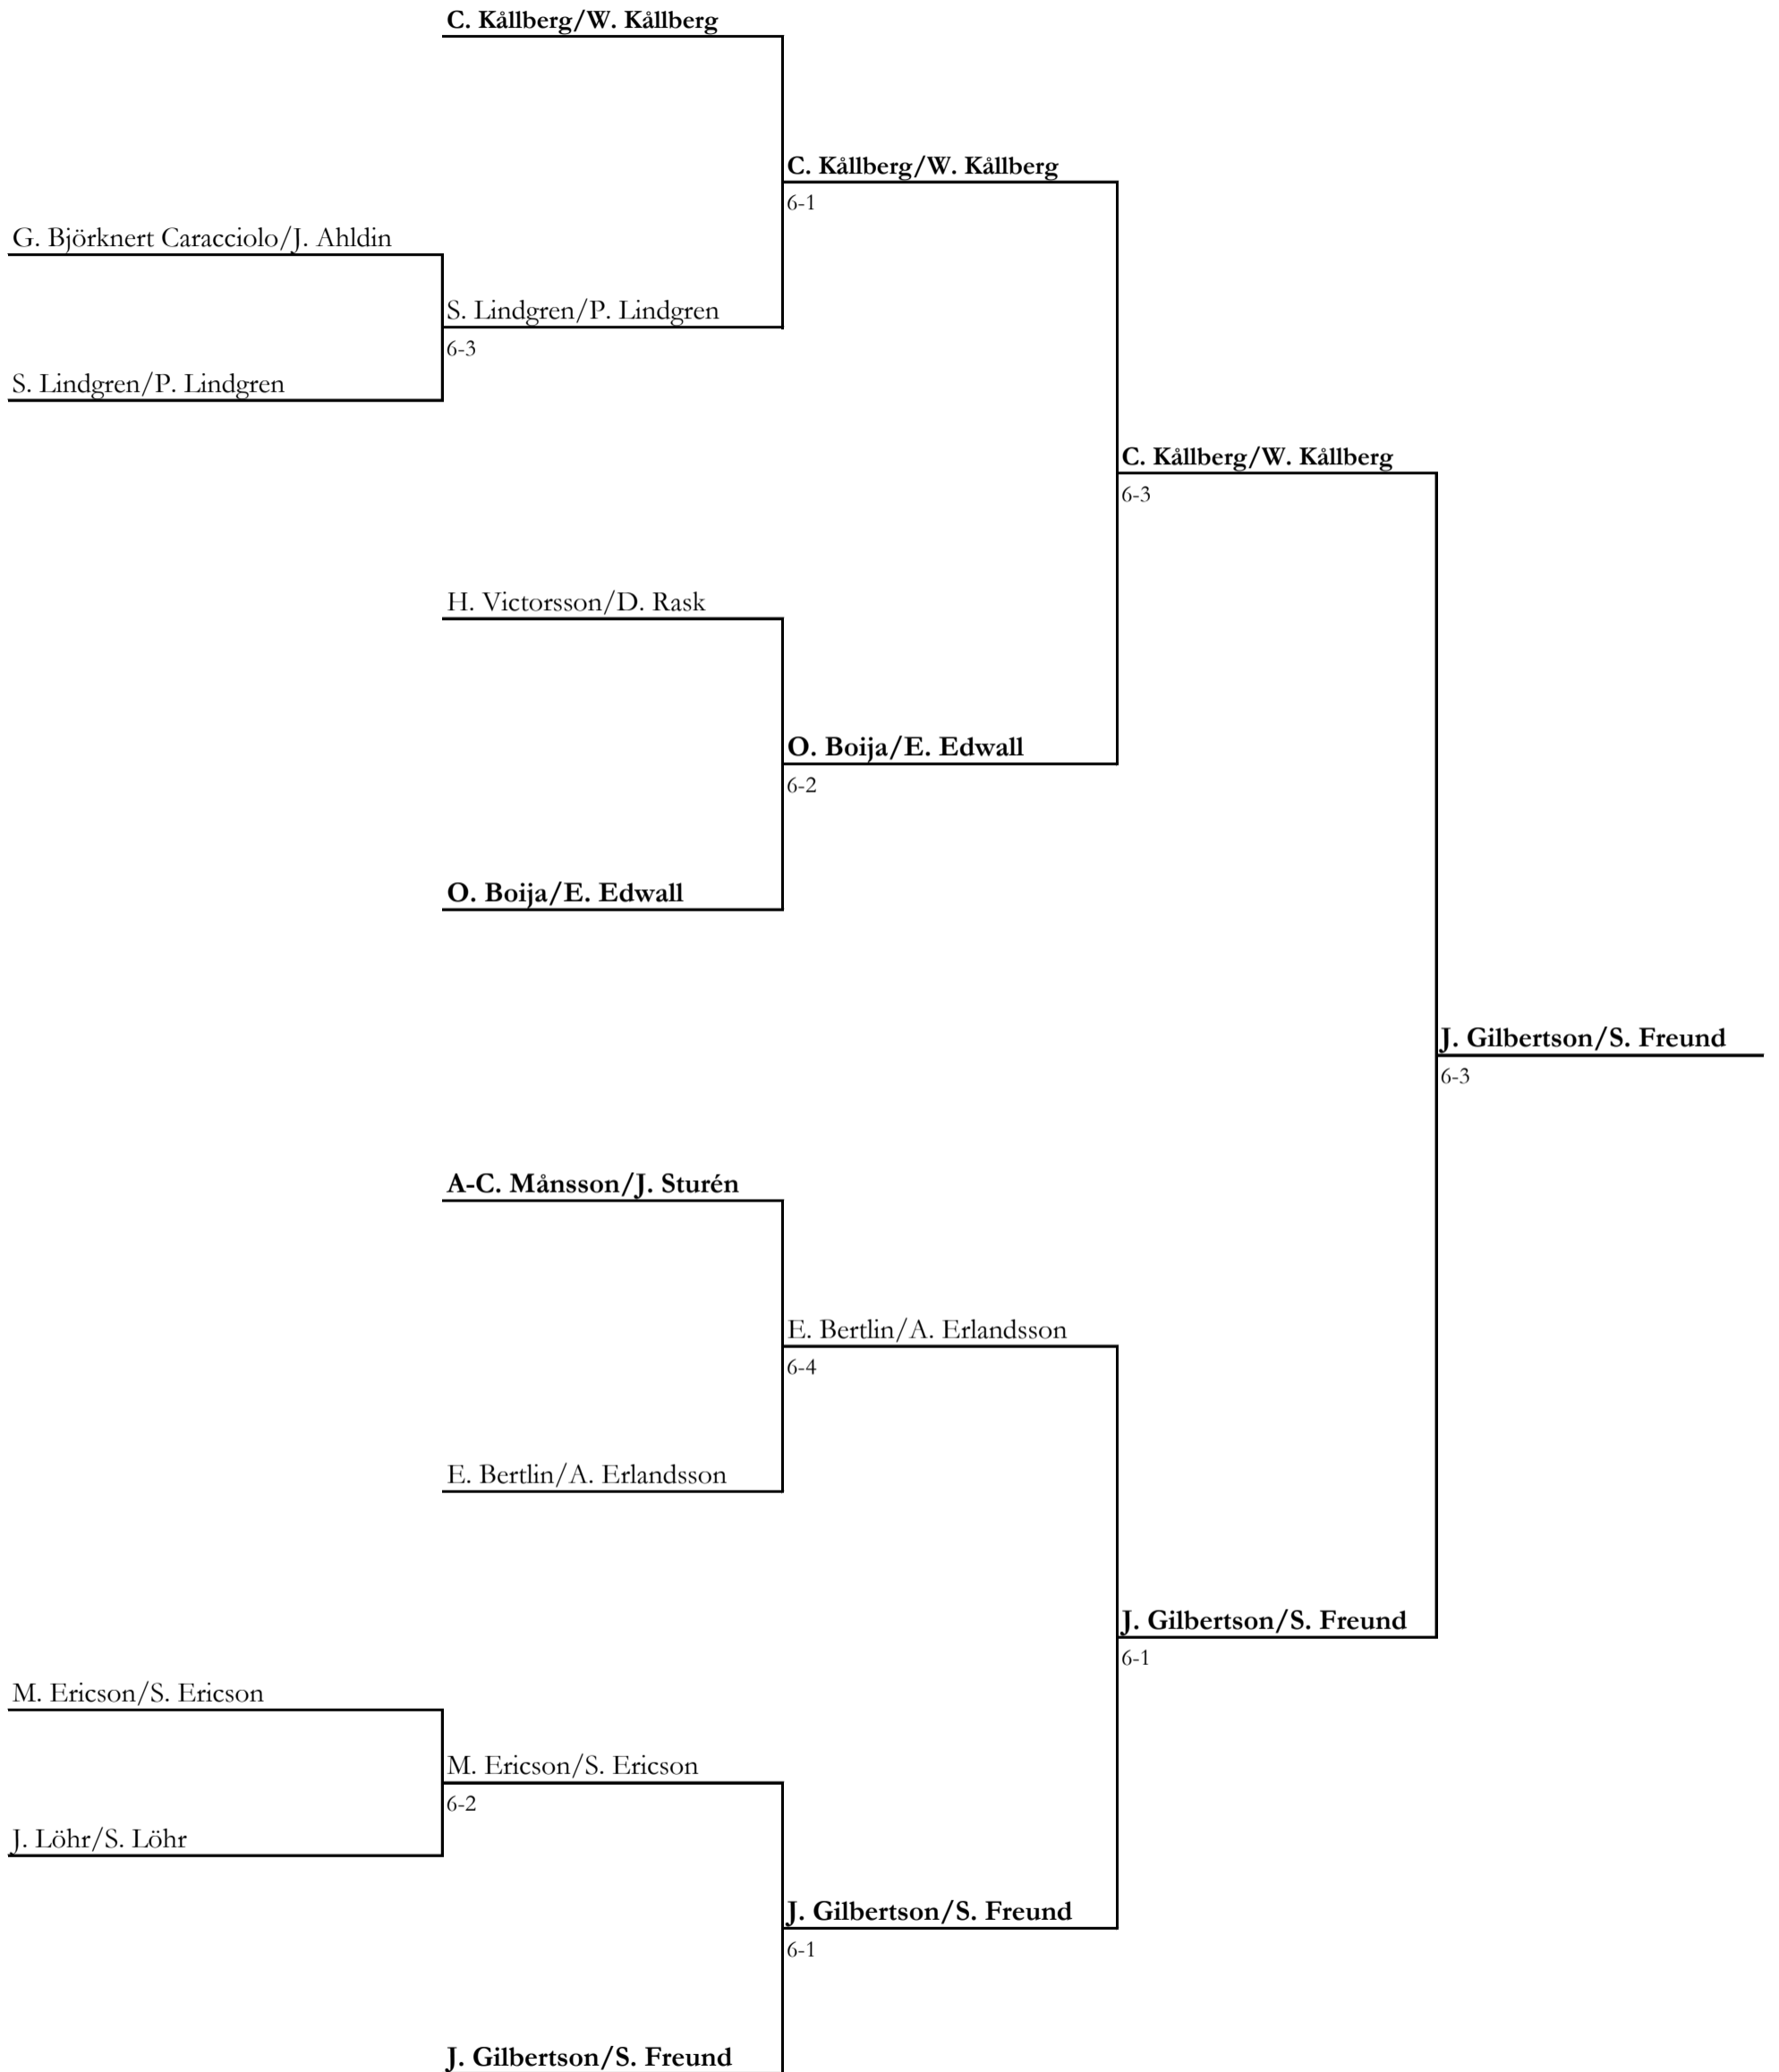 C. Kållberg/W. Kållberg
C. Kållberg/W. Kållberg
6-1
G. Björknert Caracciolo/J. Ahldin
S. Lindgren/P. Lindgren
6-3
S. Lindgren/P. Lindgren
C. Kållberg/W. Kållberg
6-3
H. Victorsson/D. Rask
O. Boija/E. Edwall
6-2
O. Boija/E. Edwall
J. Gilbertson/S. Freund
6-3
A-C. Månsson/J. Sturén
E. Bertlin/A. Erlandsson
6-4
E. Bertlin/A. Erlandsson
J. Gilbertson/S. Freund
6-1
M. Ericson/S. Ericson
M. Ericson/S. Ericson
6-2
J. Löhr/S. Löhr
J. Gilbertson/S. Freund
6-1
J. Gilbertson/S. Freund